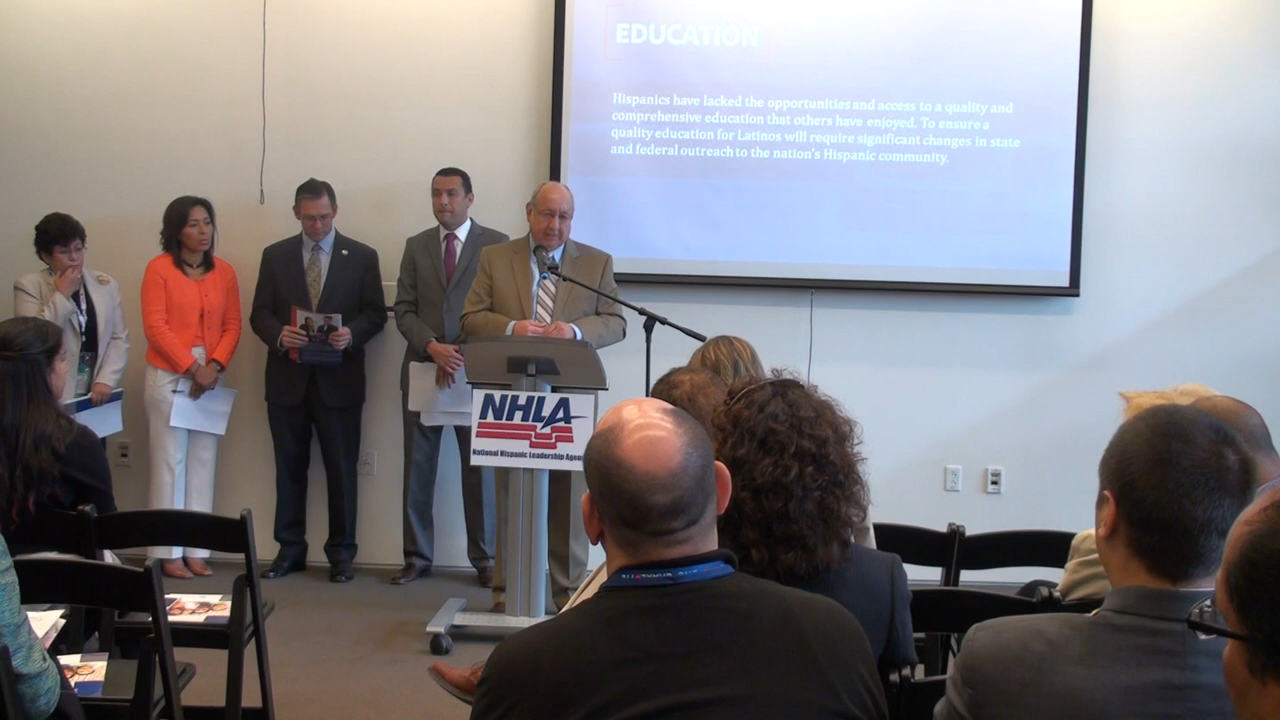 EDUCATION
Hispanics have lacked the opportunities and access to a quality and
comprehensive education that others have enjoyed. To ensure a
quality education for Latinos will require significant changes in state
and federal outreach to the nation's Hispanic community.
NHLA
National Hispanic Leadership